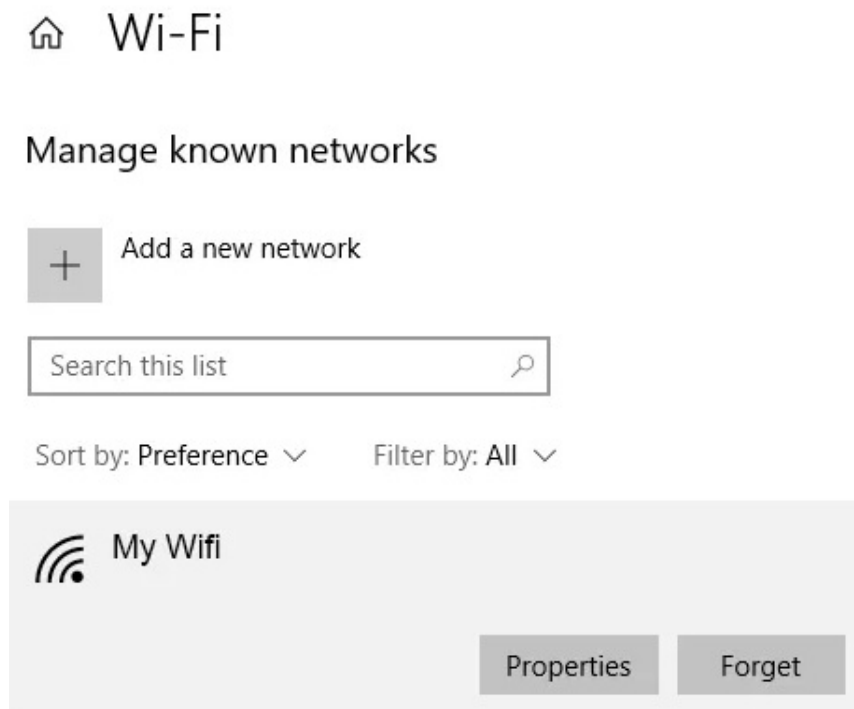 Wi-Fi
Manage known networks
Add a new network
Search this list
Sort by: Preference Filter by: All
My Wifi
Properties Forget